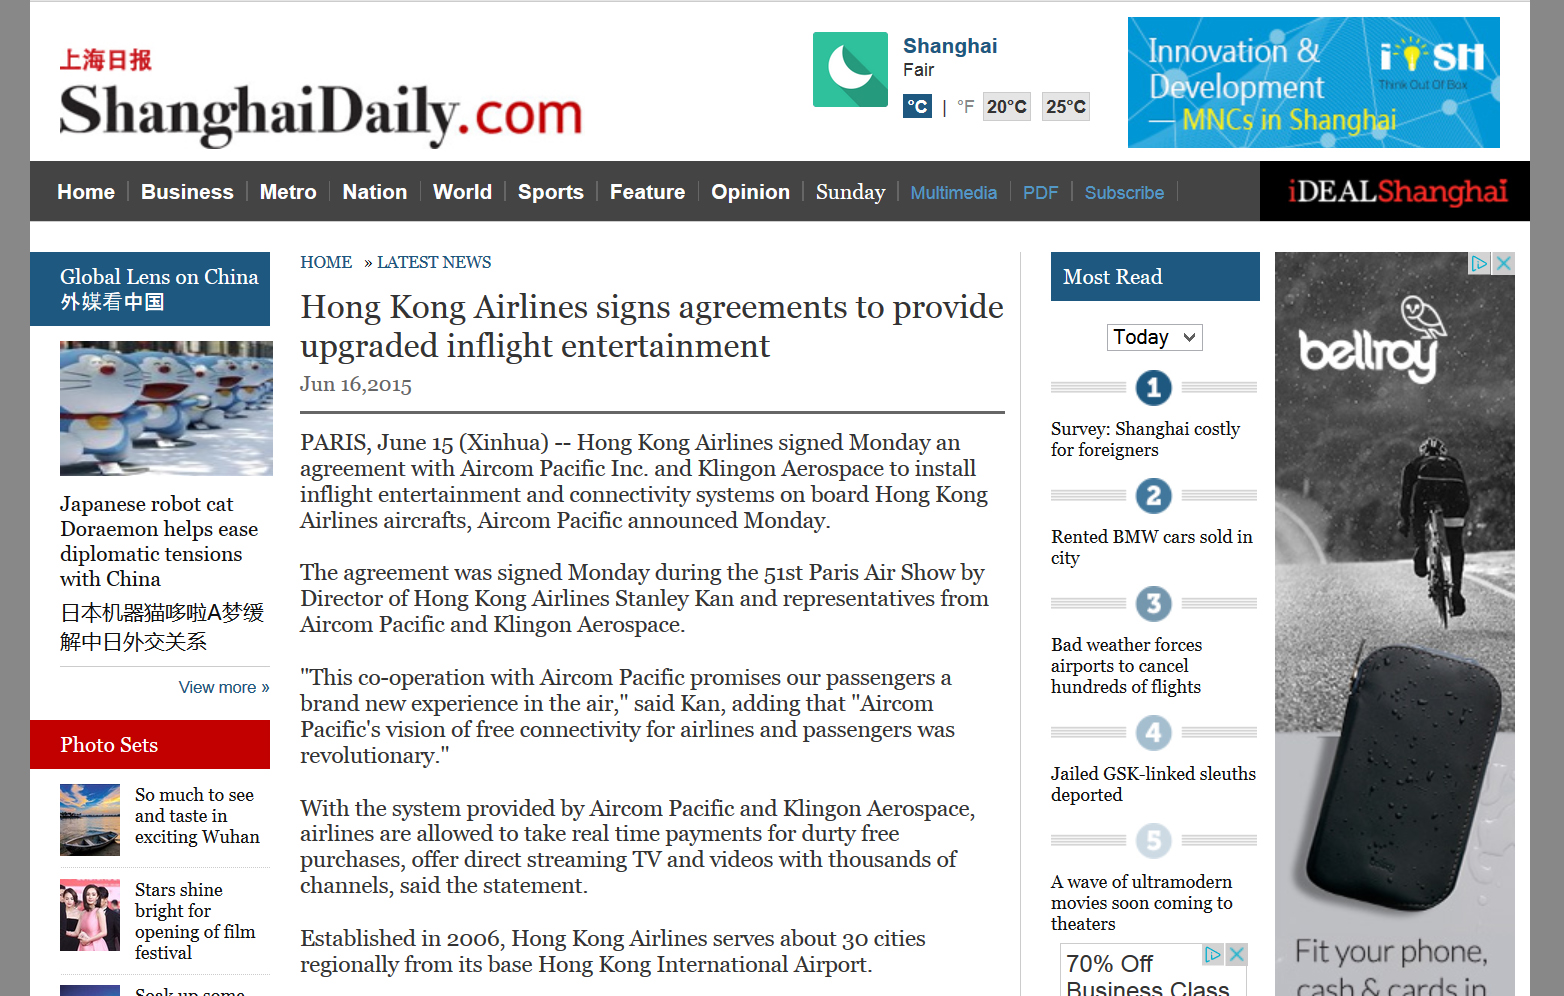 上海日报
ShanghaiDaily.com
Shanghai
Fair
°C | °F 20°C 25°C
Innovation &
Development
— MNCs in Shanghai
iDEALSH
Think Out Of Box
Home Business Metro Nation World Sports Feature Opinion Sunday Multimedia PDF Subscribe
iDEALShanghai
Global Lens on China
外媒看中国
Japanese robot cat
Doraemon helps ease
diplomatic tensions
with China
日本机器猫哆啦A梦缓
解中日外交关系
View more »
Photo Sets
So much to see
and taste in
exciting Wuhan
Stars shine
bright for
opening of film
festival
Soak up some
HOME » LATEST NEWS
Hong Kong Airlines signs agreements to provide
upgraded inflight entertainment
Jun 16,2015
PARIS, June 15 (Xinhua) -- Hong Kong Airlines signed Monday an
agreement with Aircom Pacific Inc. and Klingon Aerospace to install
inflight entertainment and connectivity systems on board Hong Kong
Airlines aircrafts, Aircom Pacific announced Monday.
The agreement was signed Monday during the 51st Paris Air Show by
Director of Hong Kong Airlines Stanley Kan and representatives from
Aircom Pacific and Klingon Aerospace.
"This co-operation with Aircom Pacific promises our passengers a
brand new experience in the air," said Kan, adding that "Aircom
Pacific's vision of free connectivity for airlines and passengers was
revolutionary."
With the system provided by Aircom Pacific and Klingon Aerospace,
airlines are allowed to take real time payments for durty free
purchases, offer direct streaming TV and videos with thousands of
channels, said the statement.
Established in 2006, Hong Kong Airlines serves about 30 cities
regionally from its base Hong Kong International Airport.
Most Read
Today
1
Survey: Shanghai costly
for foreigners
2
Rented BMW cars sold in
city
3
Bad weather forces
airports to cancel
hundreds of flights
4
Jailed GSK-linked sleuths
deported
5
A wave of ultramodern
movies soon coming to
theaters
70% Off
Business Class
bellroy
Fit your phone,
cash & cards in